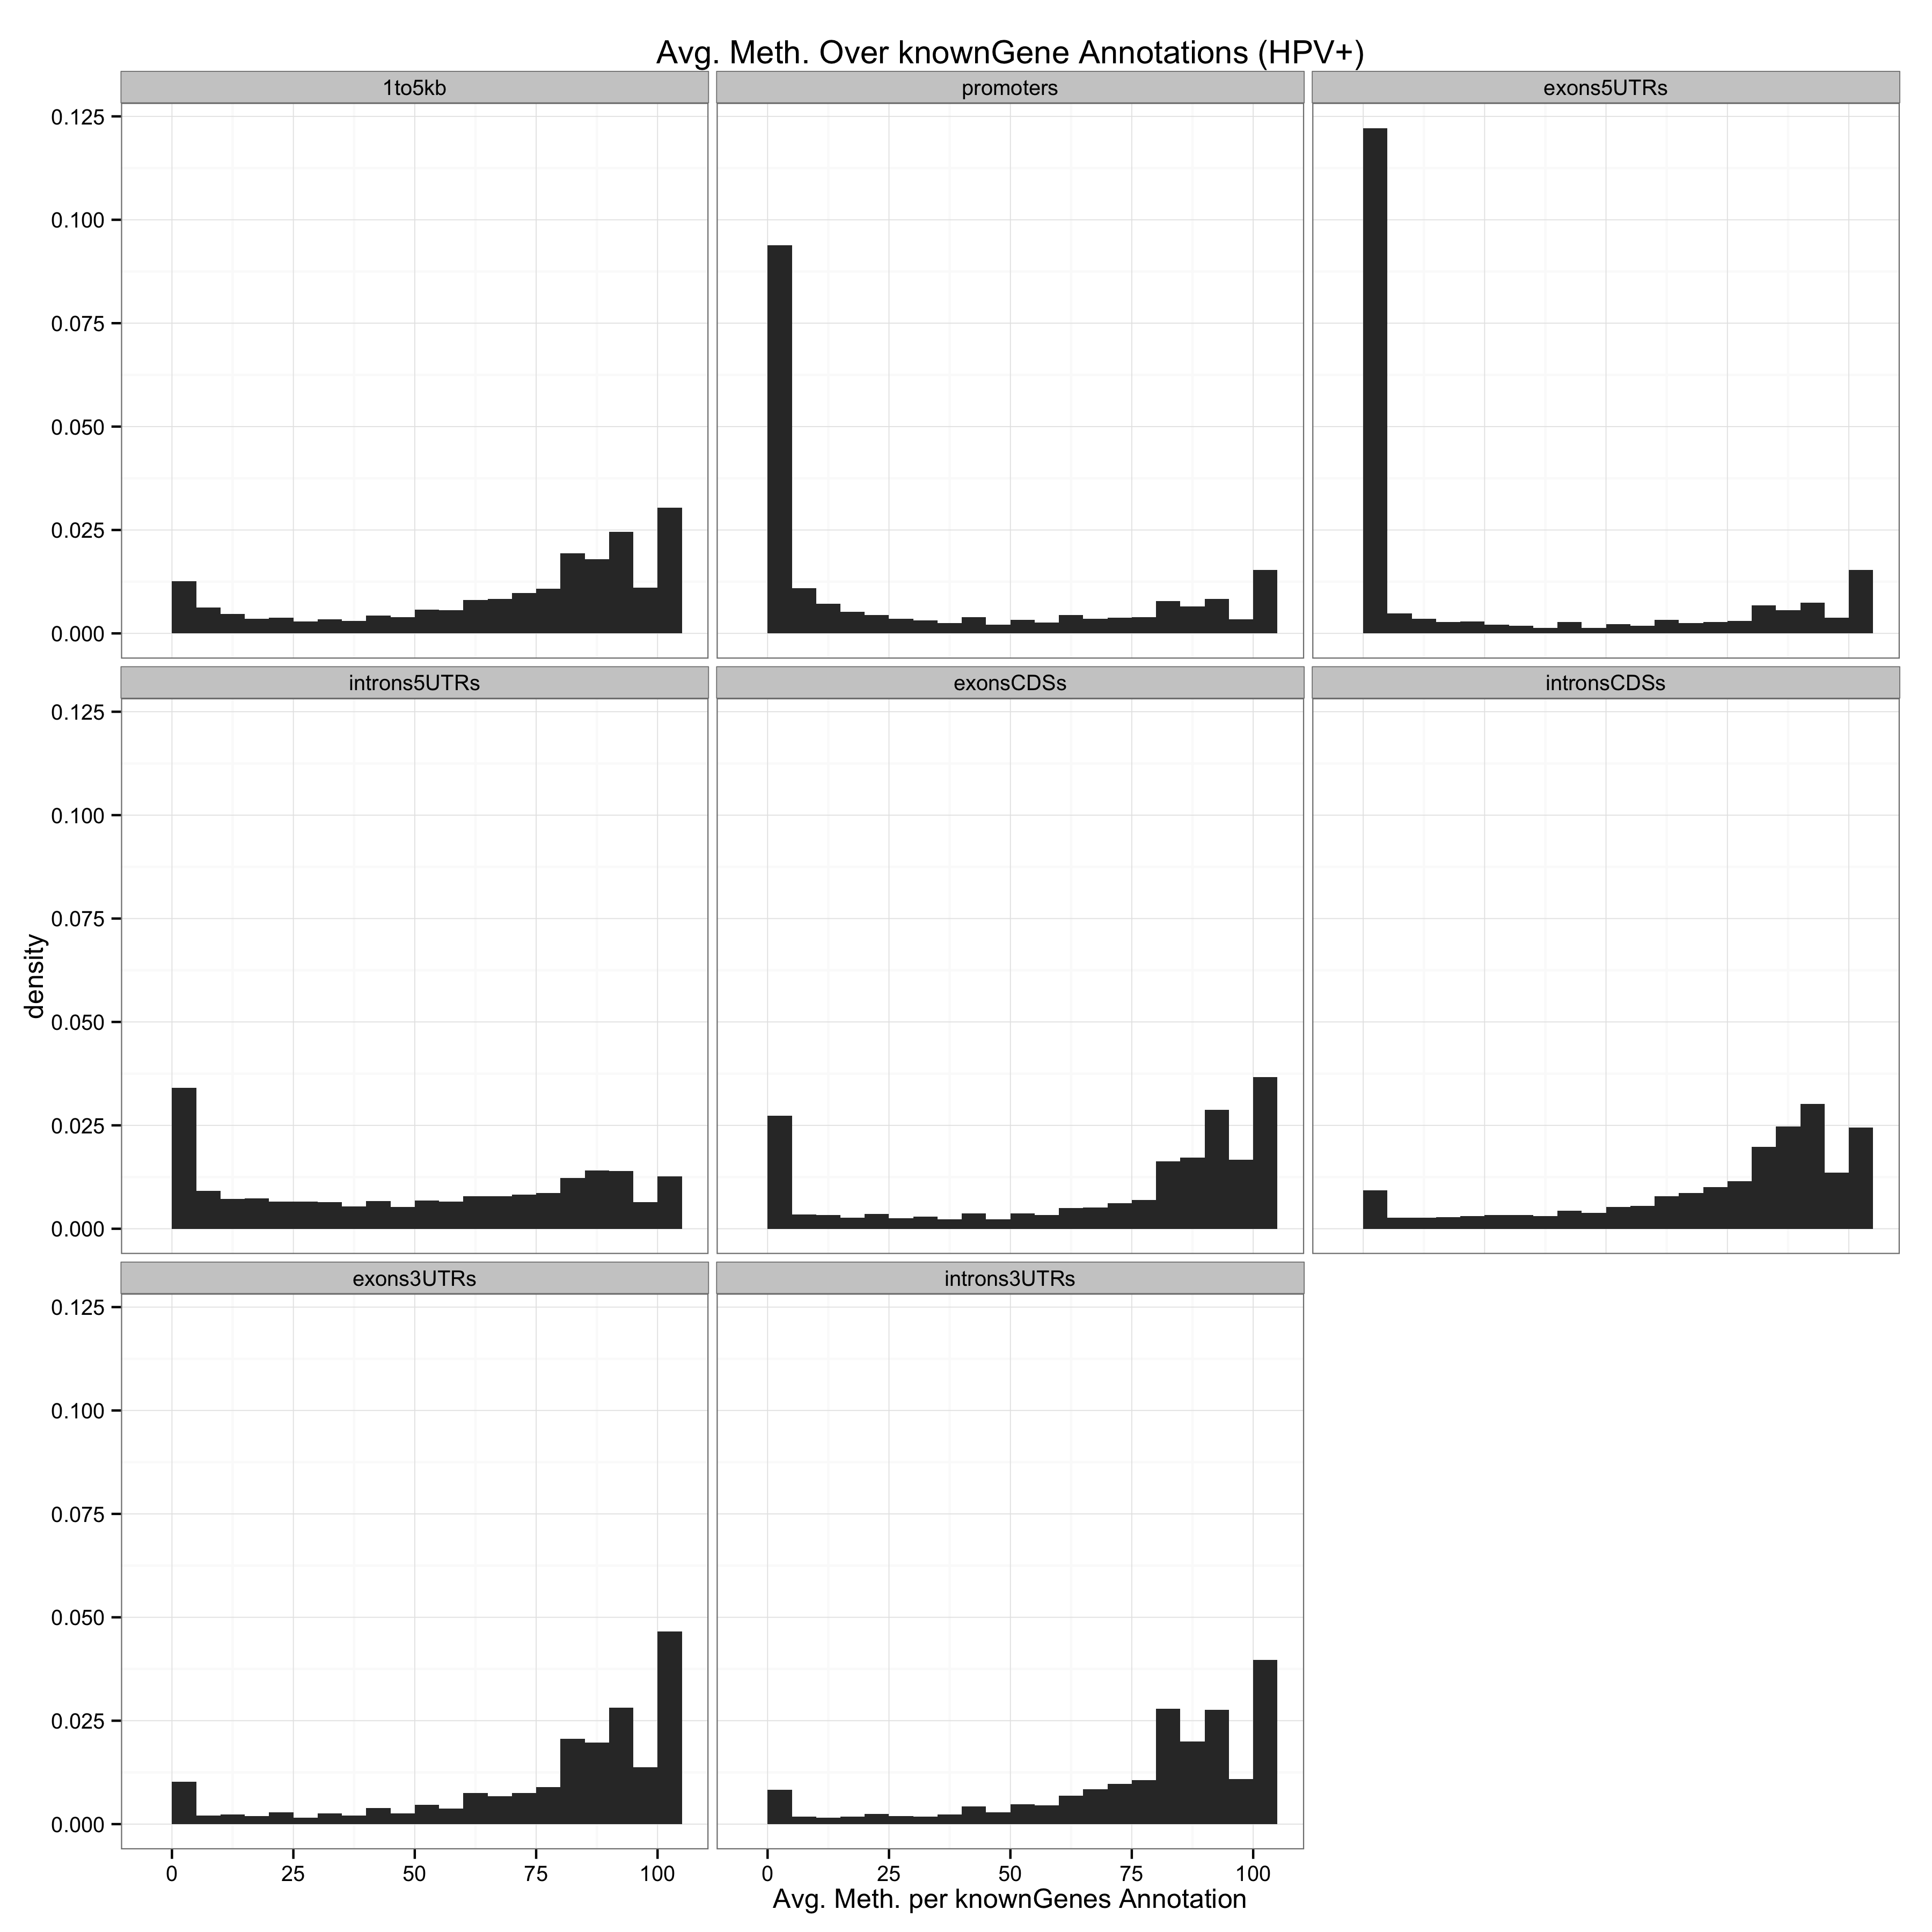 Avg. Meth. Over knownGene Annotations (HPV+)
1to5kb promoters exons5UTRs
0.125
0.100
0.075
0.050
0.025
0.000
introns5UTRs exonsCDSs intronsCDSs
0.125
0.100
0.075
0.050
0.025
0.000
density
exons3UTRs introns3UTRs
0.125
0.100
0.075
0.050
0.025
0.000
0 25 50 75 100 0 25 50 75 100
Avg. Meth. per knownGenes Annotation